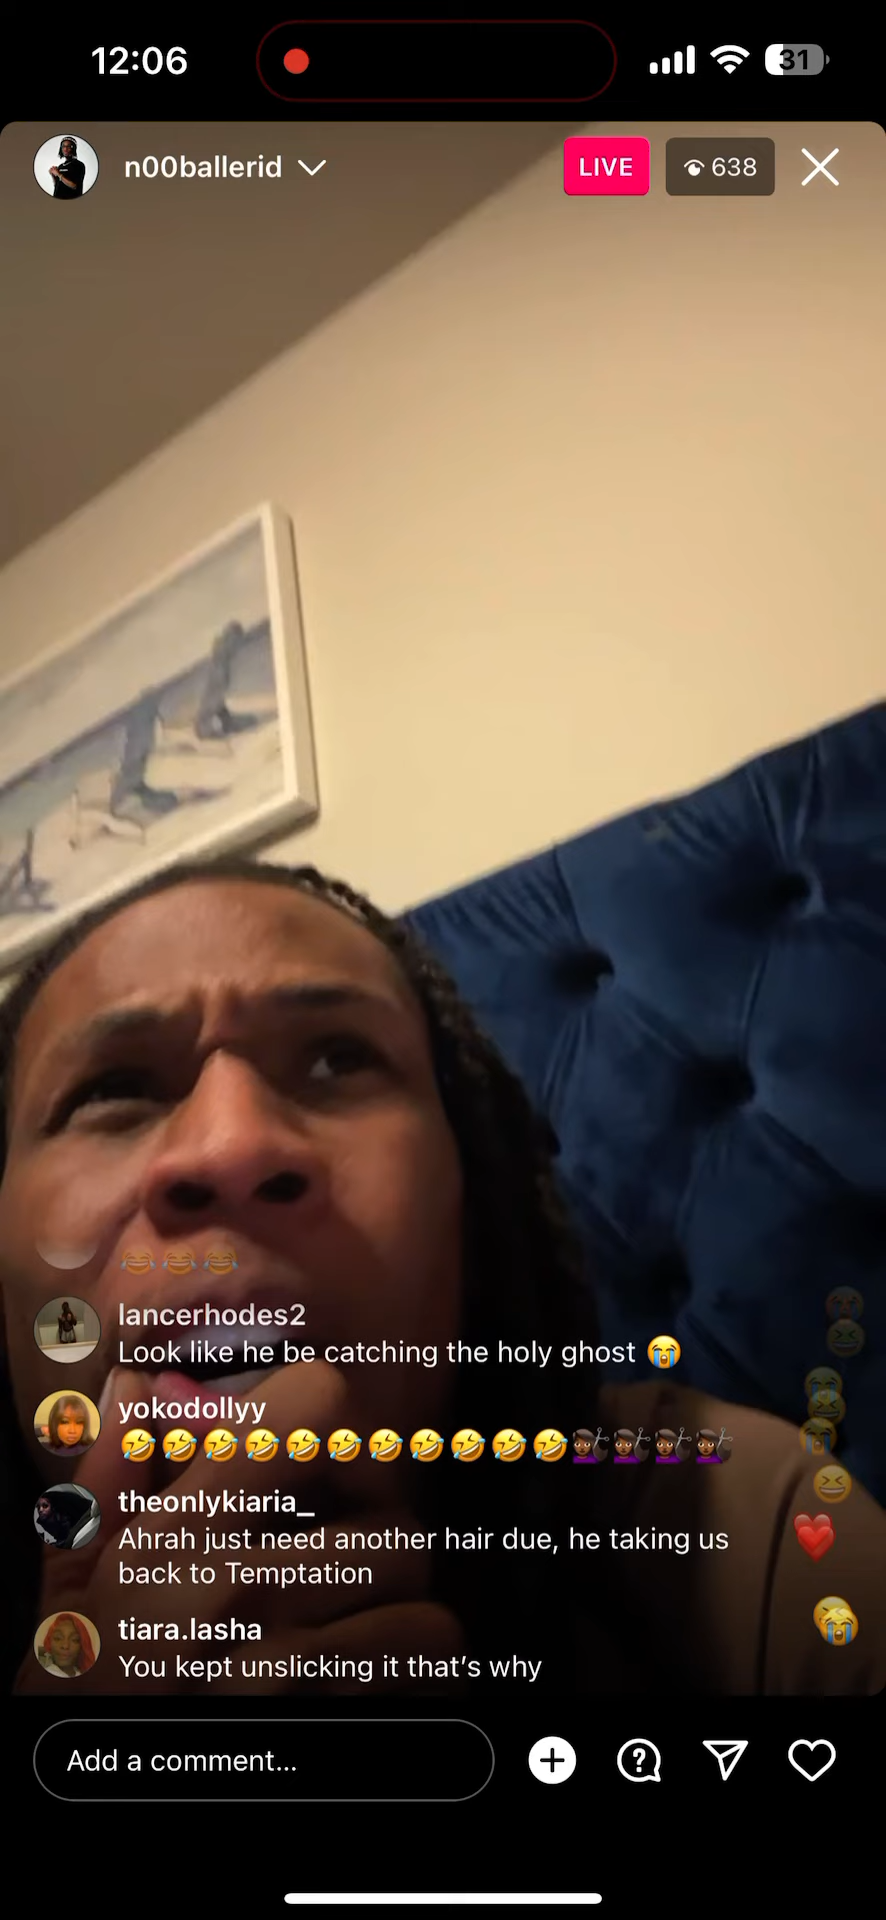 12:06
31
n00ballerid
LIVE
638
😂😂😂
lancerhodes2
Look like he be catching the holy ghost 😭
yokodollyy
🤣🤣🤣🤣🤣🤣🤣🤣🤣🤣🤣💇🏾‍♀️💇🏾‍♀️💇🏾‍♀️💇🏾‍♀️
theonlykiaria_
Ahrah just need another hair due, he taking us
back to Temptation
tiara.lasha
You kept unslicking it that’s why
Add a comment...